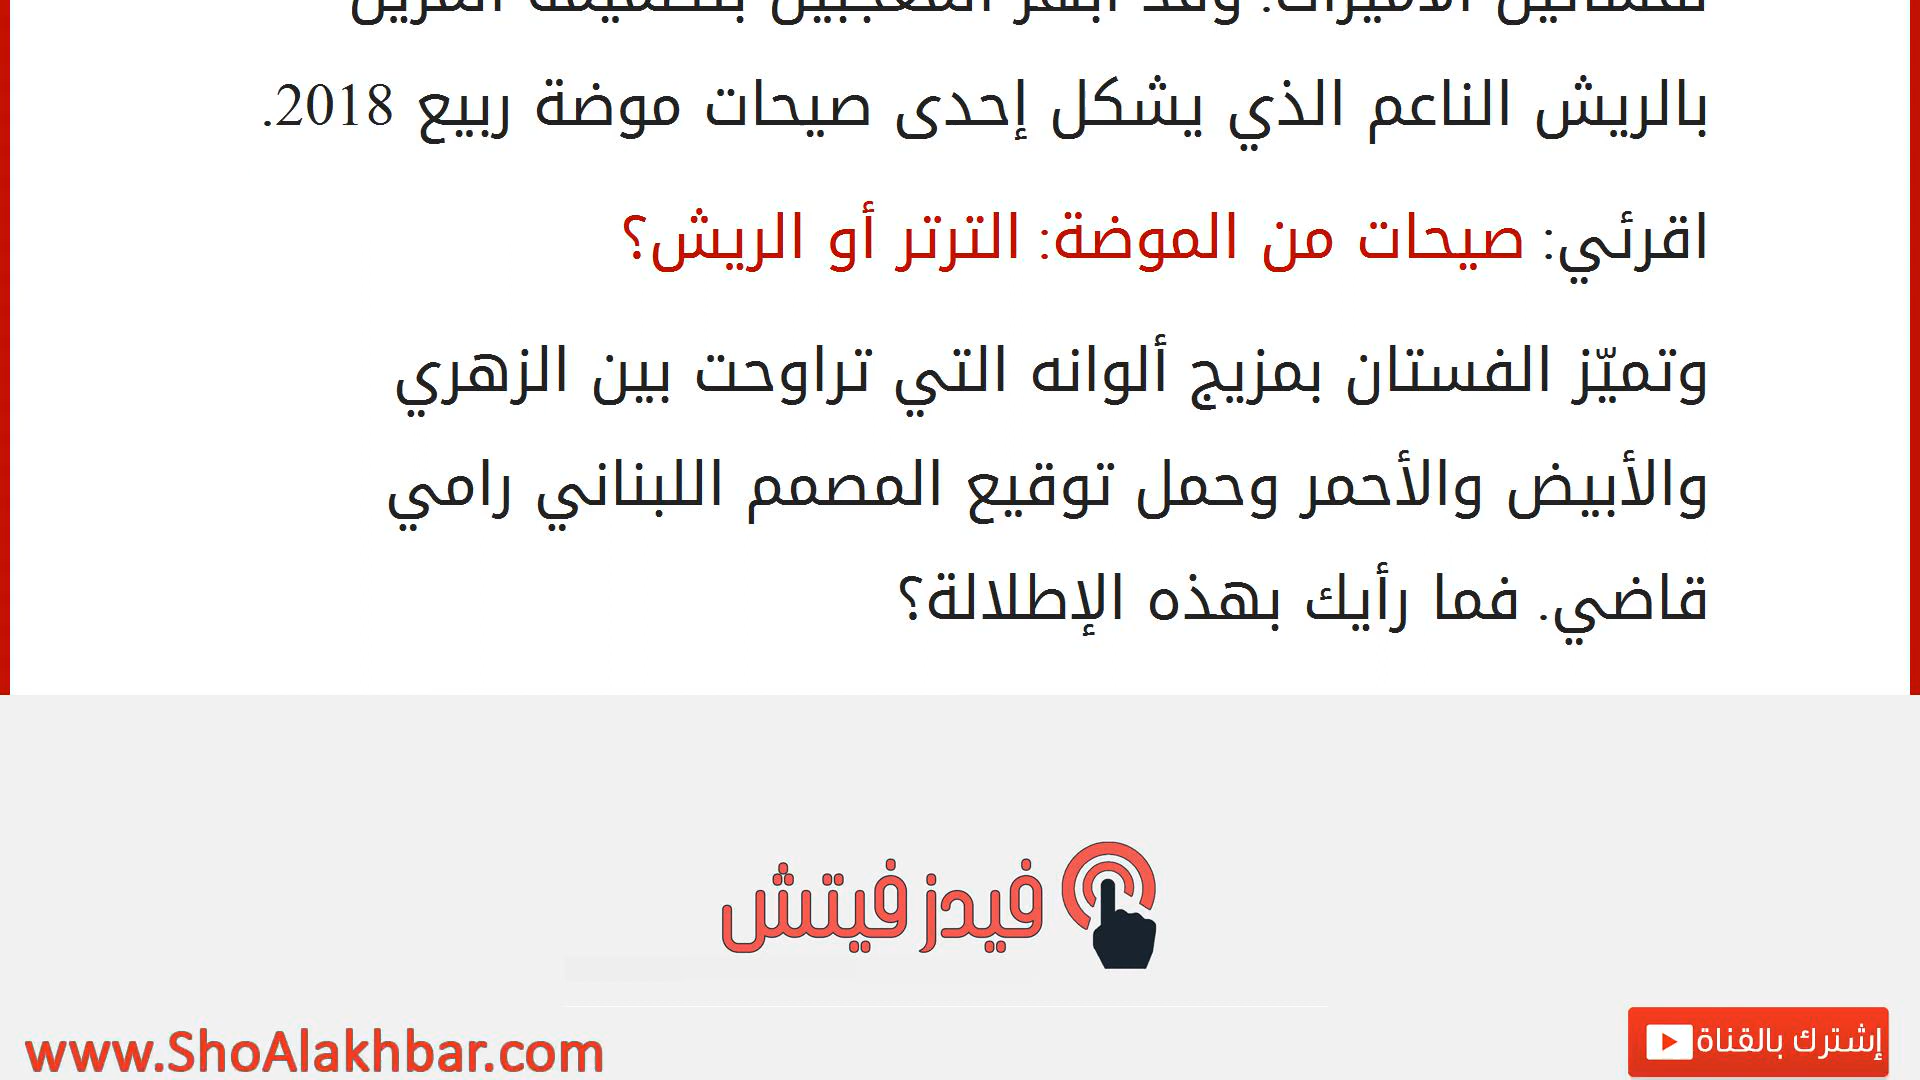 بالريش الناعم الذي يشكل إحدى صيحات موضة ربيع 2018.
اقرئي: صيحات من الموضة: الترتر أو الريش؟
وتميّز الفستان بمزيج ألوانه التي تراوحت بين الزهري
والأبيض والأحمر وحمل توقيع المصمم اللبناني رامي
قاضي. فما رأيك بهذه الإطلالة؟
فيدز فيتش
www.ShoAlakhbar.com
إشترك بالقناة